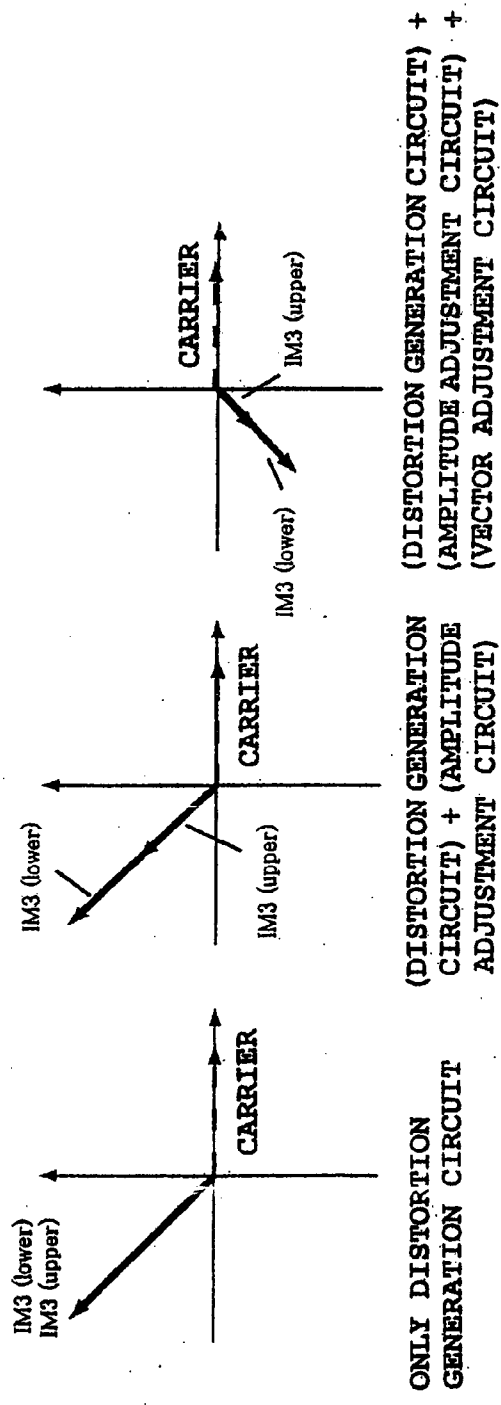 IM3 (lower)
IM3 (upper)
CARRIER
ONLY DISTORTION
GENERATION CIRCUIT
IM3 (lower)
IM3 (upper)
CARRIER
(DISTORTION GENERATION
CIRCUIT) + (AMPLITUDE
ADJUSTMENT CIRCUIT)
CARRIER
IM3 (upper)
IM3 (lower)
(DISTORTION GENERATION CIRCUIT) +
(AMPLITUDE ADJUSTMENT CIRCUIT) +
(VECTOR ADJUSTMENT CIRCUIT)